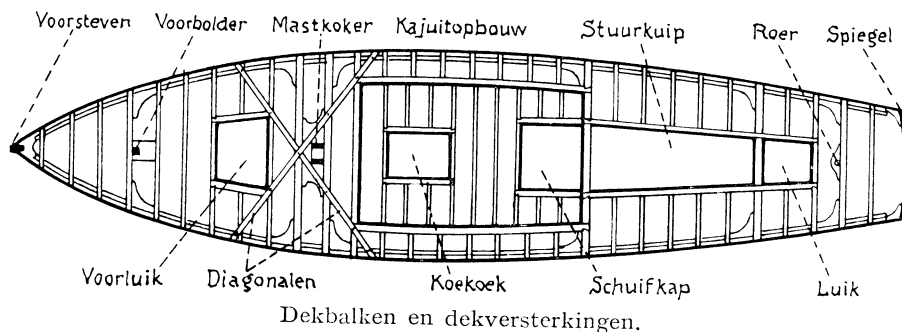 Voorsteven Voorbolder Mastkoker Kajuitopbouw Stuurkuip Roer Spiegel
Voorluik Diagonalen Koekoek Schuifkap Luik
Dekbalken en dekversterkingen.